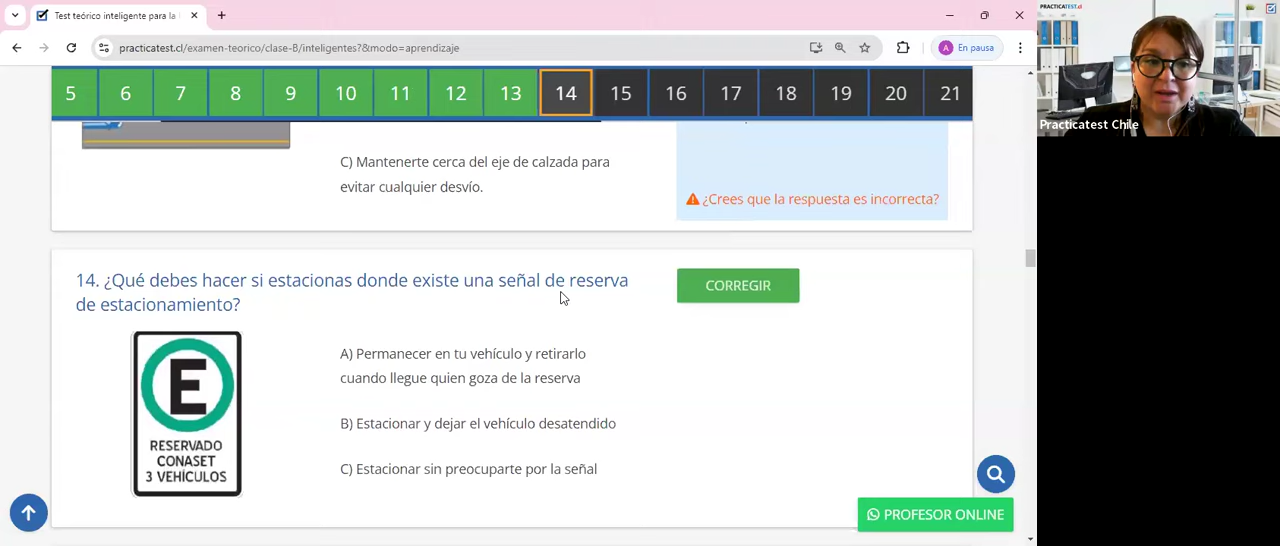 Test teórico inteligente para la
practicatest.cl/examen-teorico/clase-B/inteligentes?&modo=aprendizaje
A
En pausa
PRACTICATEST.cl
Practicatest Chile
5 6 7 8 9 10 11 12 13 14 15 16 17 18 19 20 21
C) Mantenerte cerca del eje de calzada para
evitar cualquier desvío.
¿Crees que la respuesta es incorrecta?
14. ¿Qué debes hacer si estacionas donde existe una señal de reserva
de estacionamiento?
CORREGIR
E
RESERVADO
CONASET
3 VEHÍCULOS
A) Permanecer en tu vehículo y retirarlo
cuando llegue quien goza de la reserva
B) Estacionar y dejar el vehículo desatendido
C) Estacionar sin preocuparte por la señal
PROFESOR ONLINE